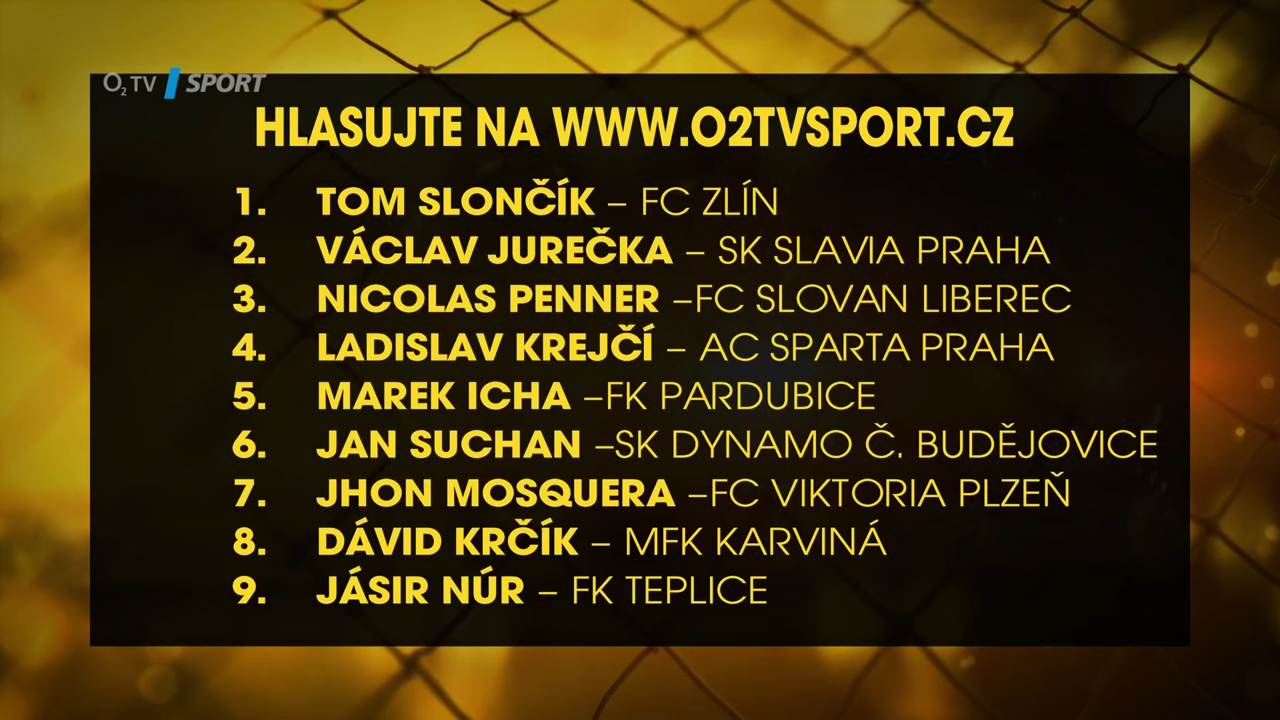 O2 TV SPORT
HLASUJTE NA WWW.O2TVSPORT.CZ
1. TOM SLONČÍK – FC ZLÍN
2. VÁCLAV JUREČKA – SK SLAVIA PRAHA
3. NICOLAS PENNER –FC SLOVAN LIBEREC
4. LADISLAV KREJČÍ – AC SPARTA PRAHA
5. MAREK ICHA –FK PARDUBICE
6. JAN SUCHAN –SK DYNAMO Č. BUDĚJOVICE
7. JHON MOSQUERA –FC VIKTORIA PLZEŇ
8. DÁVID KRČÍK – MFK KARVINÁ
9. JÁSIR NÚR – FK TEPLICE